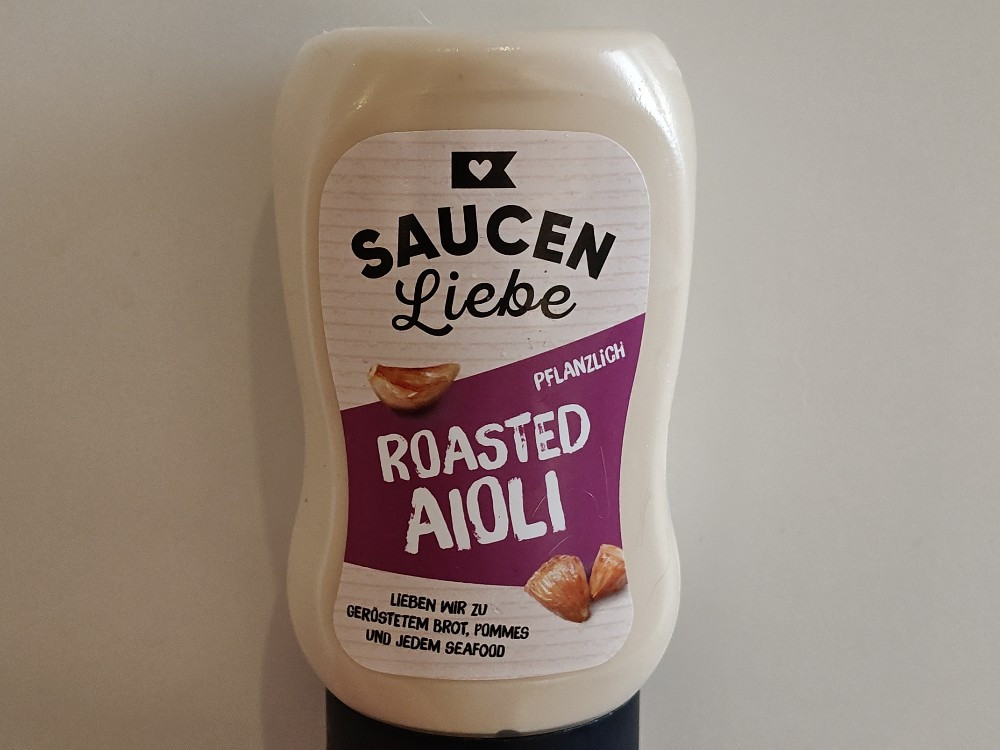 SAUCEN
Liebe
PFLANZLICH
ROASTED
AIOLI
LIEBEN WIR ZU
GERÖSTETEM BROT, POMMES
UND JEDEM SEAFOOD